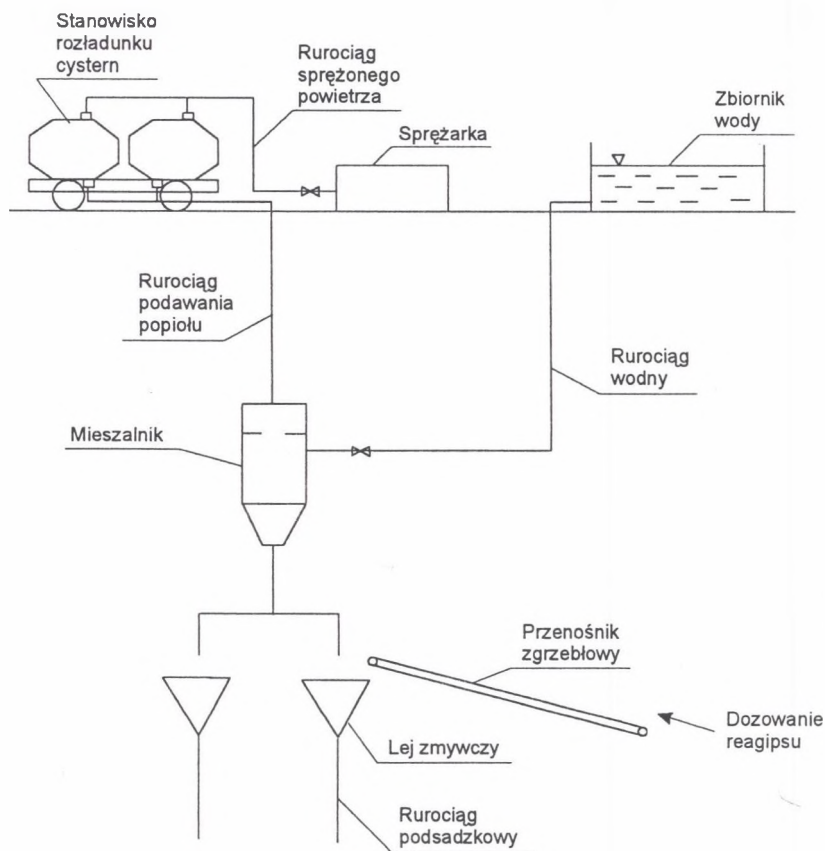 Stanowisko
rozładunku
cystern
Rurociąg
sprężonego
powietrza
Sprężarka
Zbiornik
wody
Rurociąg
podawania
popiołu
Rurociąg
wodny
Mieszalnik
Przenośnik
zgrzebłowy
Dozowanie
reagipsu
Lej zmywczy
Rurociąg
podsadzkowy